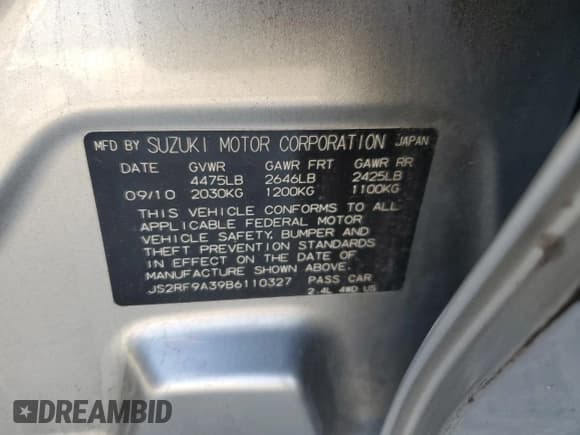 MFD BY SUZUKI MOTOR CORPORATION JAPAN
DATE GVWR GAWR FRT GAWR RR
4475LB 2646LB 2425LB
09/10 2030KG 1200KG 1100KG
THIS VEHICLE CONFORMS TO ALL
APPLICABLE FEDERAL MOTOR
VEHICLE SAFETY, BUMPER AND
THEFT PREVENTION STANDARDS
IN EFFECT ON THE DATE OF
MANUFACTURE SHOWN ABOVE.
JS2RF9A39B6110327 PASS CAR
2.4L 4WD US
DREAMBID